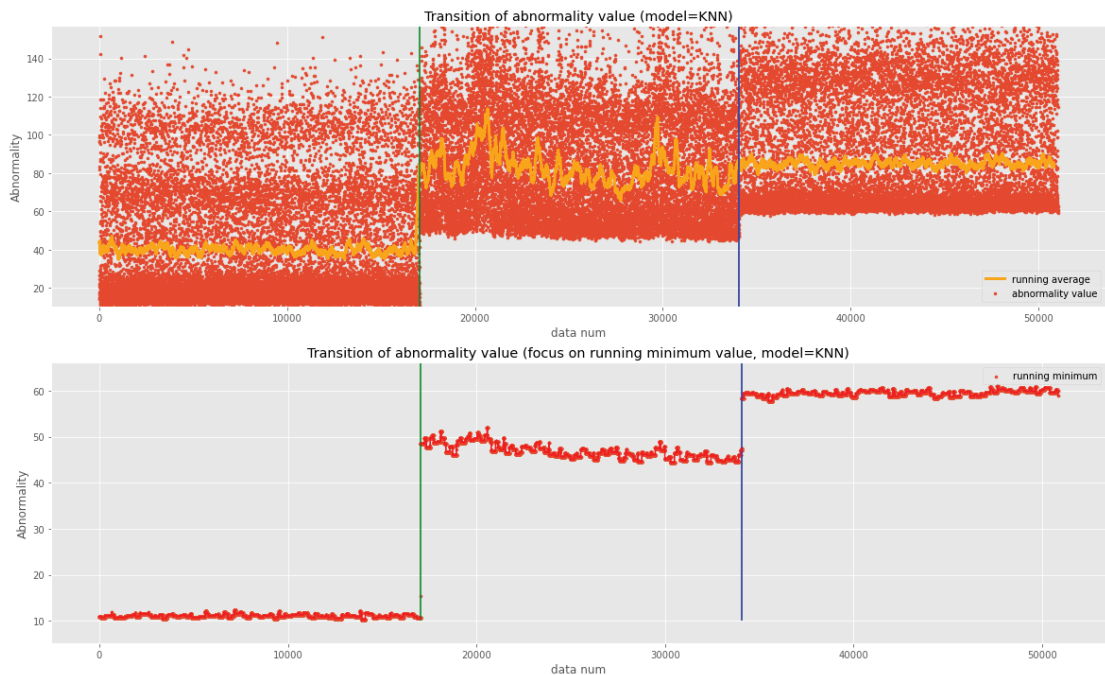 Transition of abnormality value (model=KNN)
140
120
100
80
60
40
20
Abnormality
running average
abnormality value
0
10000
20000
30000
40000
50000
data num
Transition of abnormality value (focus on running minimum value, model=KNN)
running minimum
60
50
40
30
20
10
Abnormality
0
10000
20000
30000
40000
50000
data num